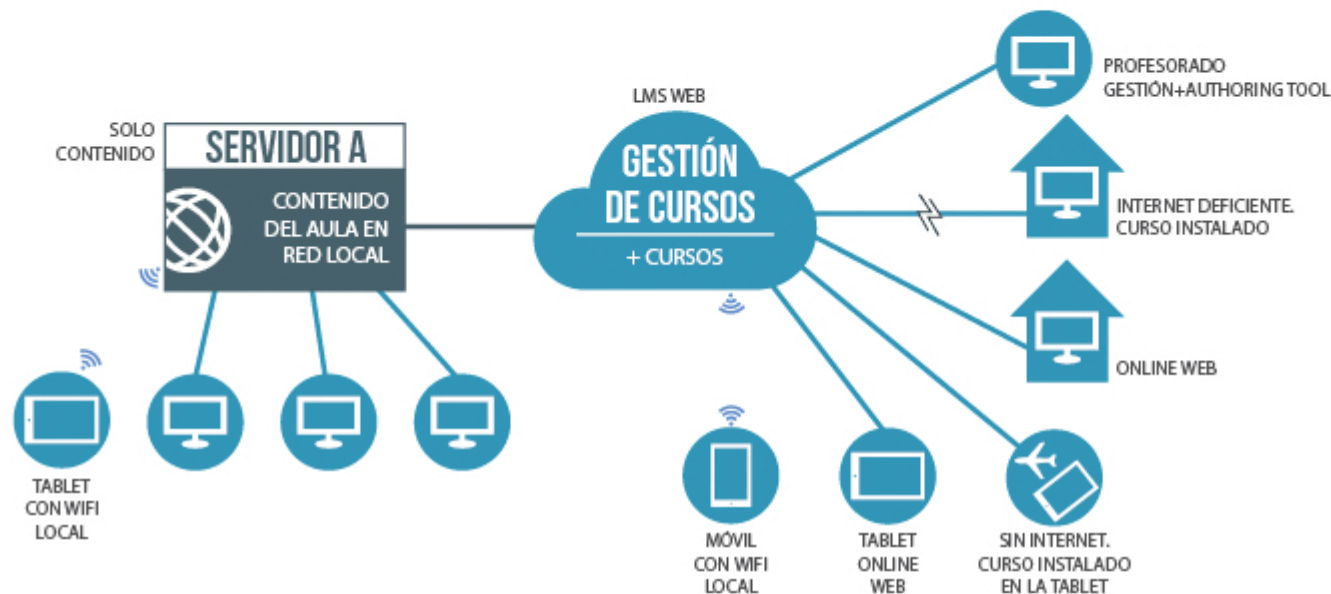 LMS WEB
PROFESORADO
GESTIÓN+AUTHORING TOOL
SOLO
CONTENIDO
SERVIDOR A
CONTENIDO
DEL AULA EN
RED LOCAL
GESTIÓN
DE CURSOS
+ CURSOS
INTERNET DEFICIENTE.
CURSO INSTALADO
ONLINE WEB
TABLET
CON WIFI
LOCAL
MÓVIL
CON WIFI
LOCAL
TABLET
ONLINE
WEB
SIN INTERNET.
CURSO INSTALADO
EN LA TABLET